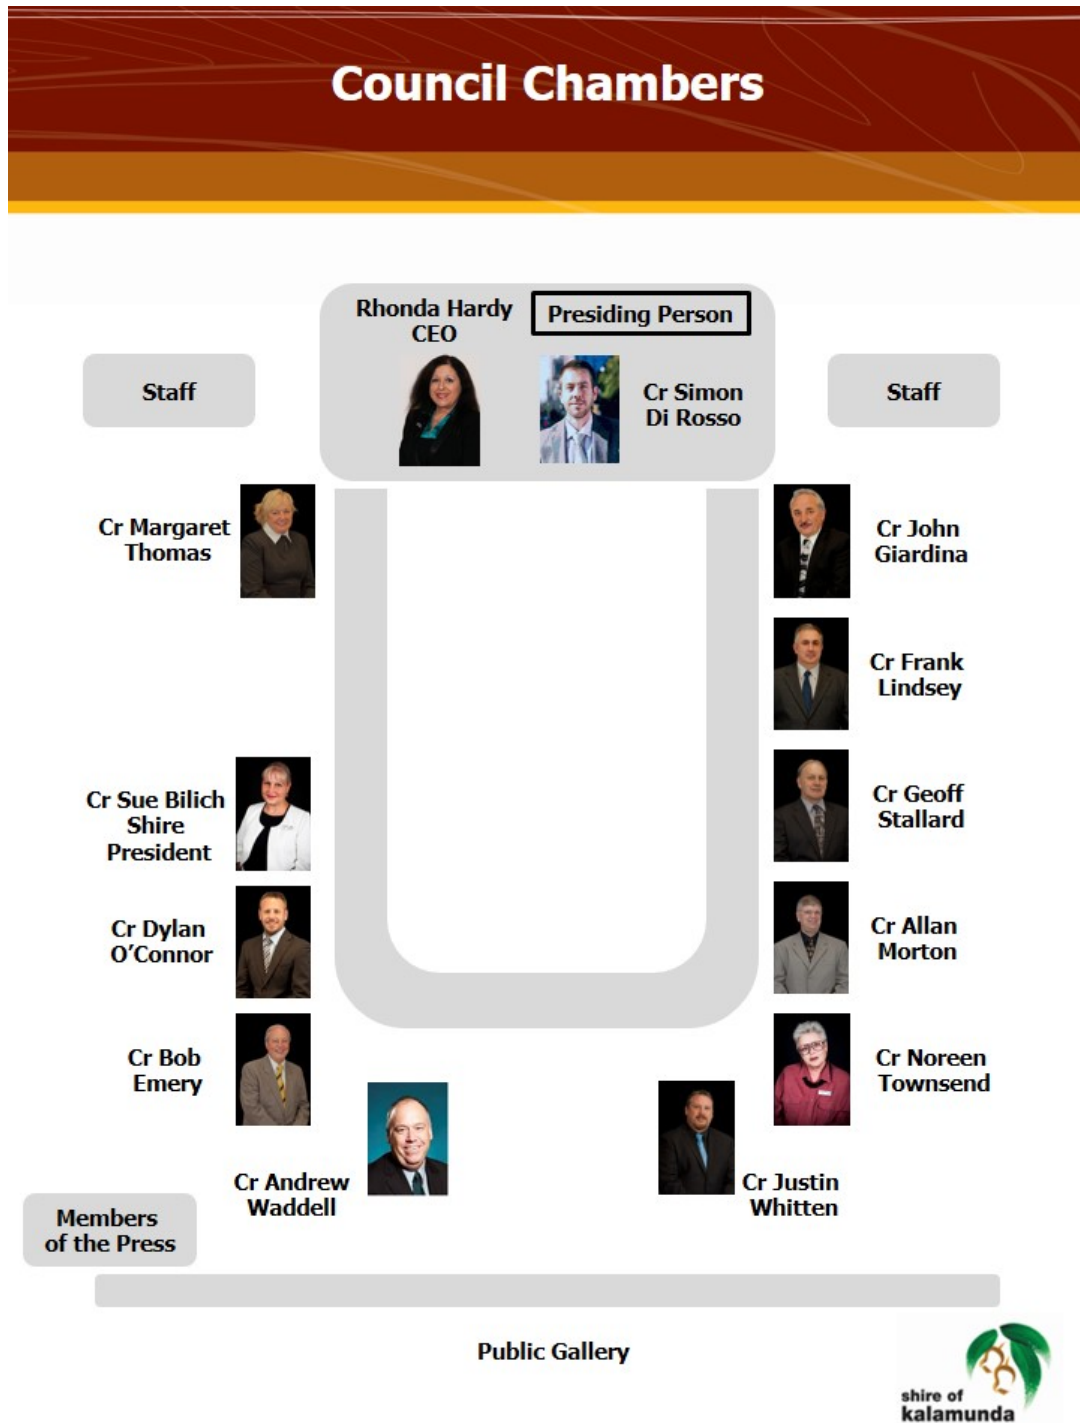 Council Chambers
Rhonda Hardy
CEO
Presiding Person
Cr Simon
Di Rosso
Staff
Staff
Cr Margaret
Thomas
Cr John
Giardina
Cr Frank
Lindsey
Cr Sue Bilich
Shire
President
Cr Geoff
Stallard
Cr Dylan
O'Connor
Cr Allan
Morton
Cr Bob
Emery
Cr Noreen
Townsend
Cr Andrew
Waddell
Cr Justin
Whitten
Members
of the Press
Public Gallery
shire of
kalamunda